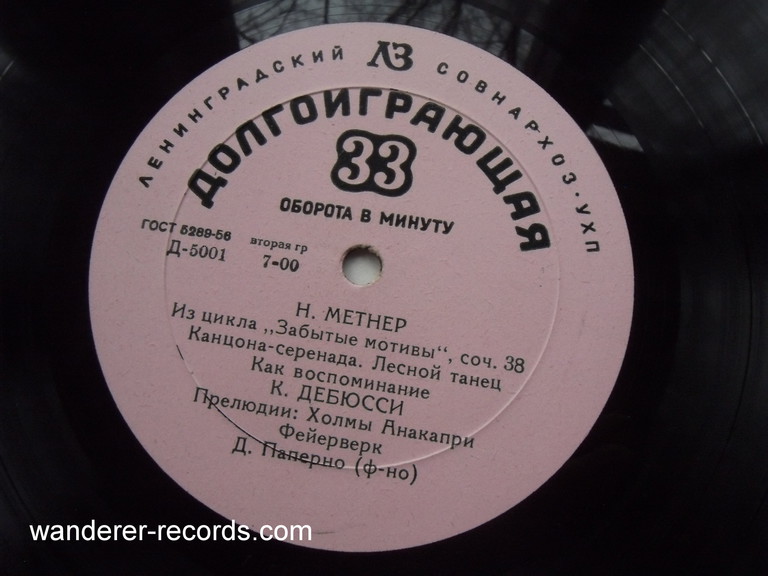 ЛЕНИНГРАДСКИЙ ЛЗ СОВНАРХОЗ · УХП
ДОЛГОИГРАЮЩАЯ
33
ОБОРОТА В МИНУТУ
ГОСТ 5289-56
Д-5001
вторая гр
7-00
Н. МЕТНЕР
Из цикла „Забытые мотивы“, соч. 38
Канцона-серенада. Лесной танец
Как воспоминание
К. ДЕБЮССИ
Прелюдии: Холмы Анакапри
Фейерверк
Д. Паперно (ф-но)
wanderer-records.com